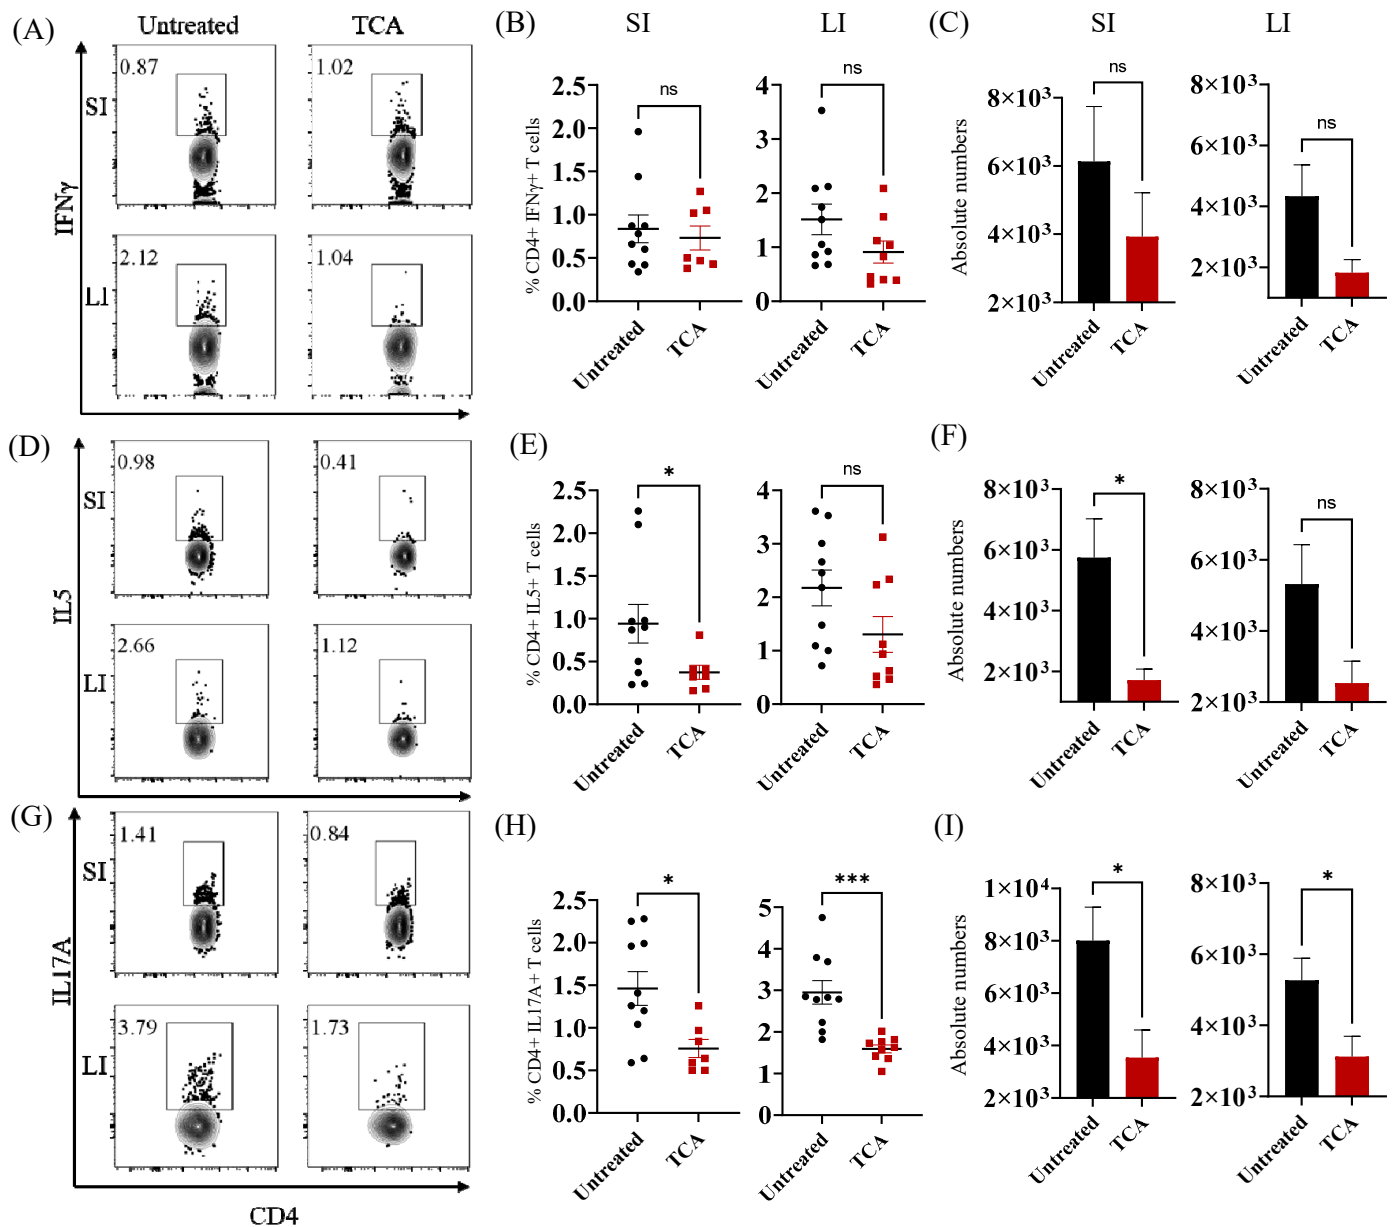 (A)
Untreated
TCA
0.87
1.02
SI
2.12
1.04
LI
IFNγ
(B)
SI
LI
ns
ns
% CD4+ IFNγ+ T cells
2.5
2.0
1.5
1.0
0.5
0.0
4
3
2
1
0
Untreated
TCA
Untreated
TCA
(C)
SI
LI
ns
ns
Absolute numbers
8×10³
6×10³
4×10³
2×10³
8×10³
6×10³
4×10³
2×10³
Untreated
TCA
Untreated
TCA
(D)
0.98
0.41
SI
2.66
1.12
LI
IL5
(E)
*
ns
% CD4+ IL5+ T cells
2.5
2.0
1.5
1.0
0.5
0.0
4
3
2
1
0
Untreated
TCA
Untreated
TCA
(F)
*
ns
Absolute numbers
8×10³
6×10³
4×10³
2×10³
8×10³
6×10³
4×10³
2×10³
Untreated
TCA
Untreated
TCA
(G)
1.41
0.84
SI
3.79
1.73
LI
IL17A
CD4
(H)
*
***
% CD4+ IL17A+ T cells
2.5
2.0
1.5
1.0
0.5
0.0
5
4
3
2
1
0
Untreated
TCA
Untreated
TCA
(I)
*
*
Absolute numbers
1×10⁴
8×10³
6×10³
4×10³
2×10³
8×10³
6×10³
4×10³
2×10³
Untreated
TCA
Untreated
TCA